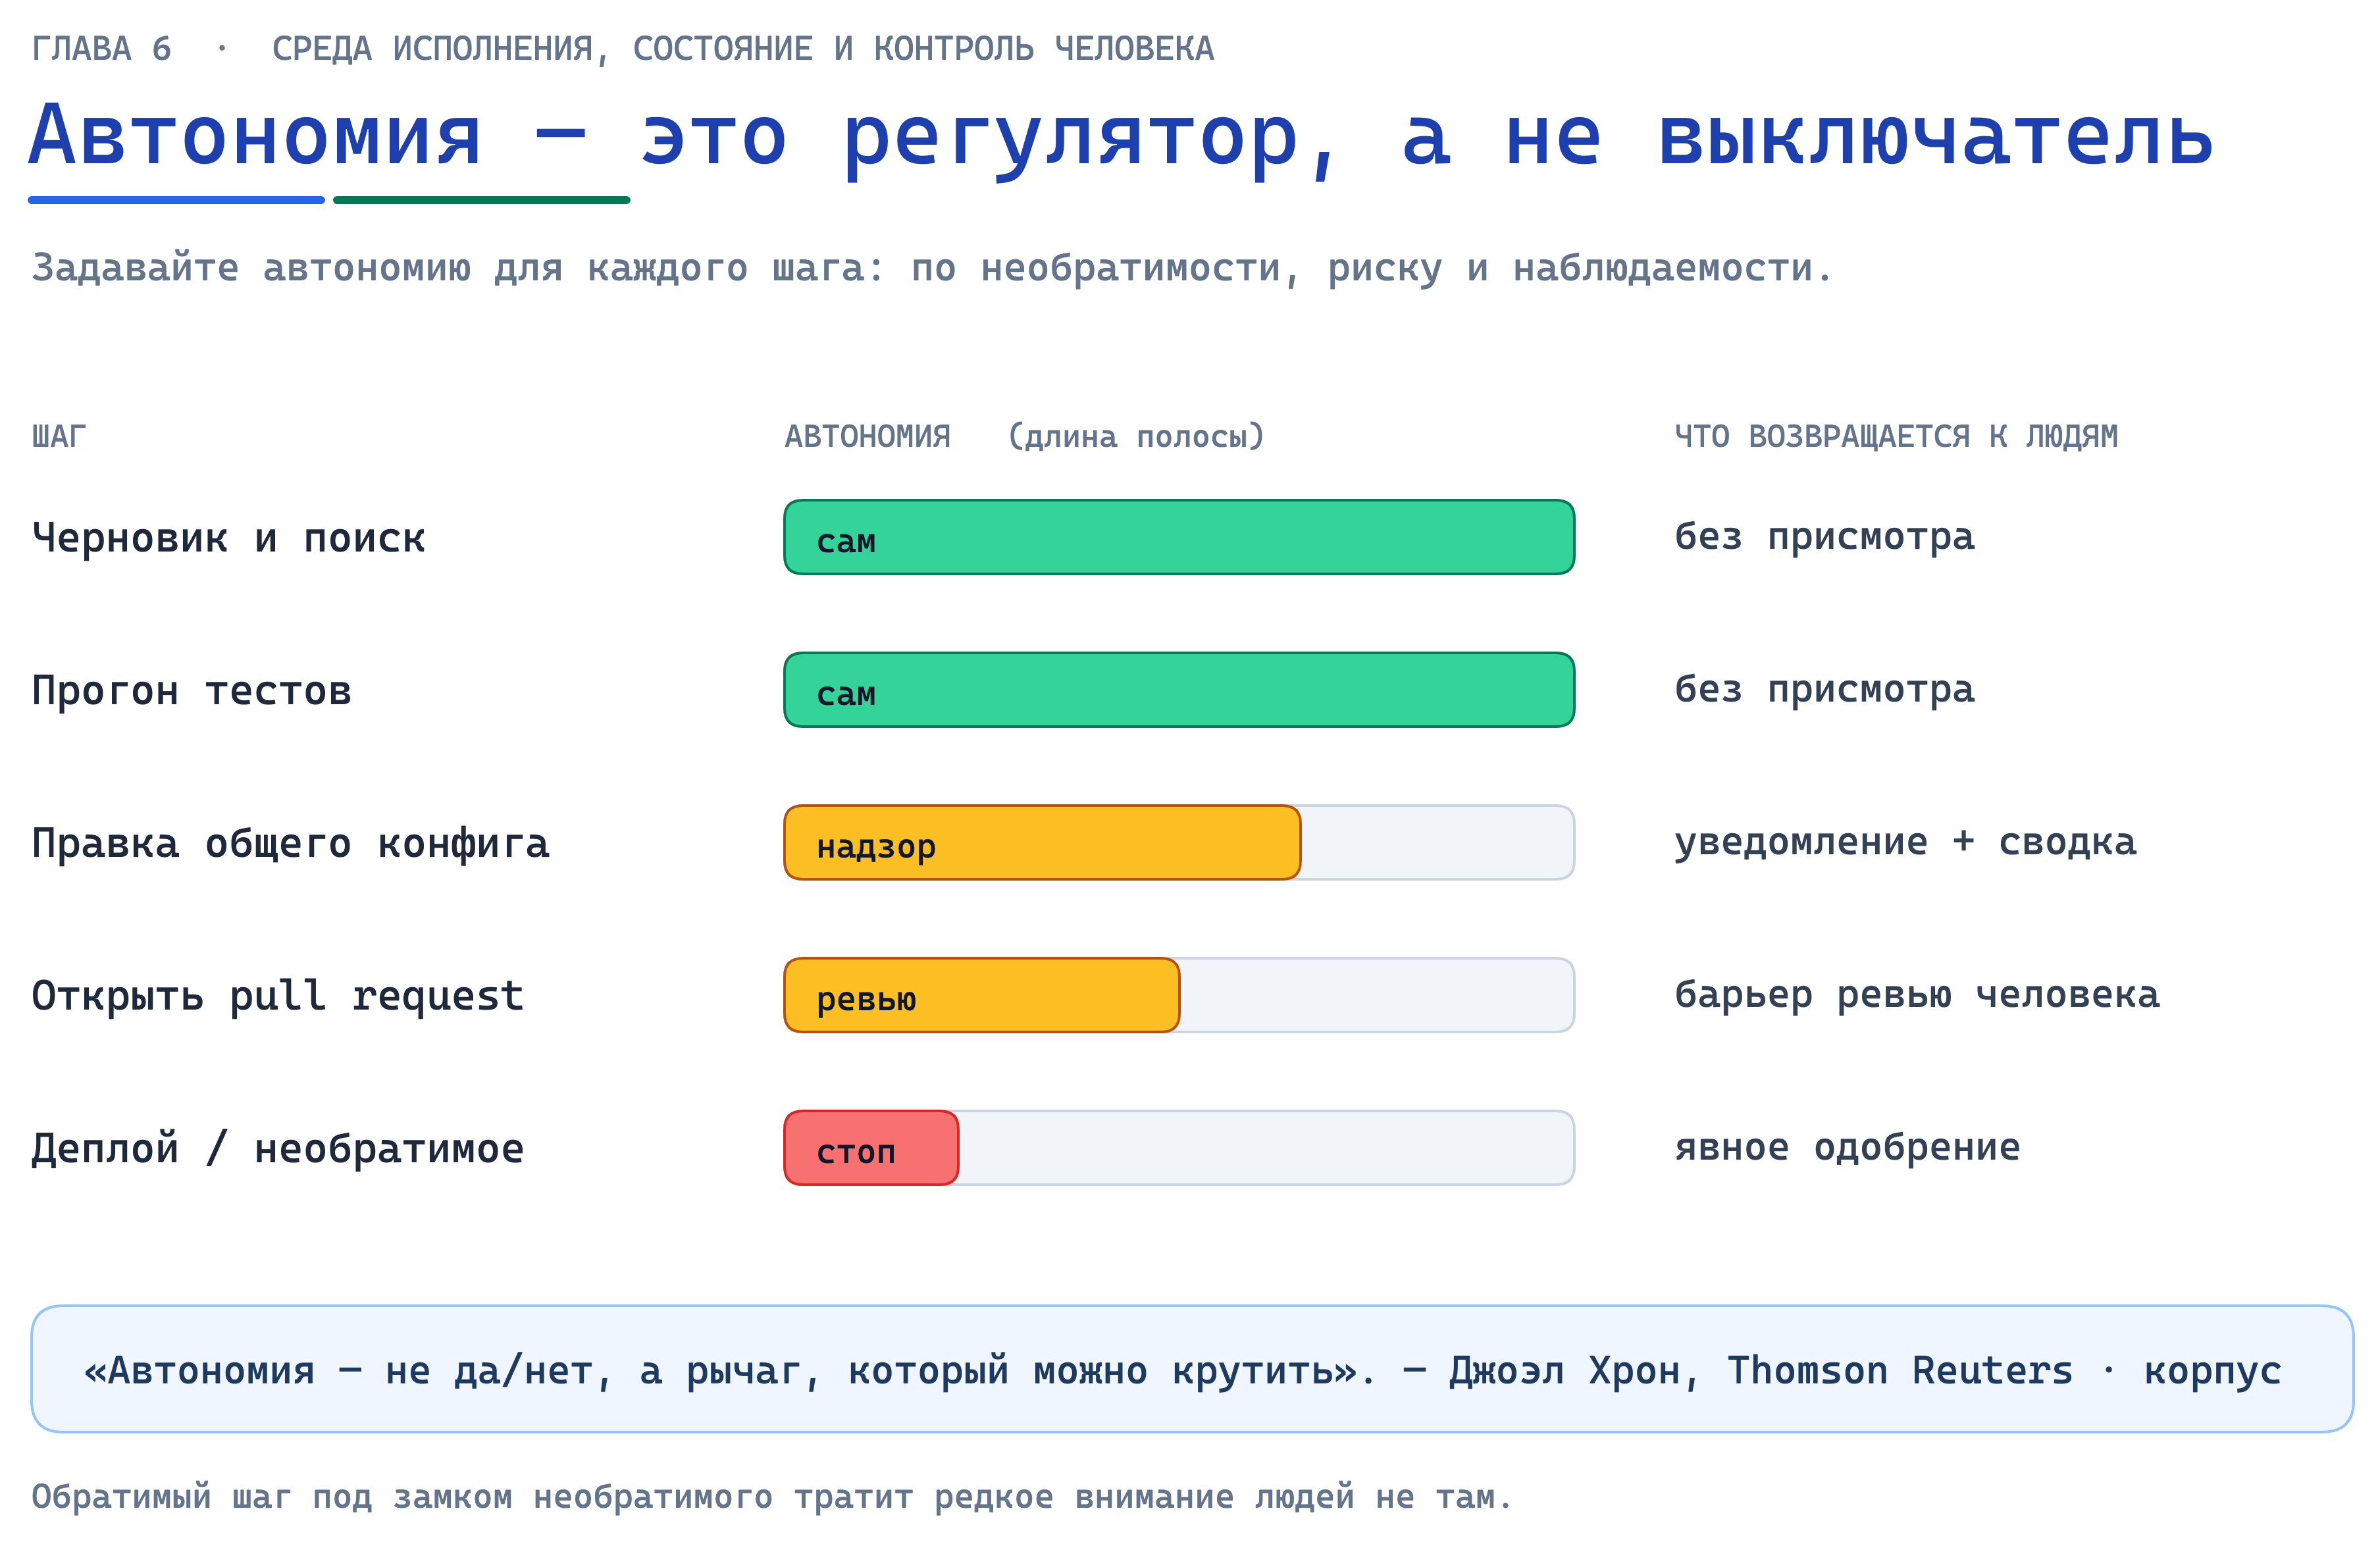 ГЛАВА 6 · СРЕДА ИСПОЛНЕНИЯ, СОСТОЯНИЕ И КОНТРОЛЬ ЧЕЛОВЕКА
Автономия — это регулятор, а не выключатель
Задавайте автономию для каждого шага: по необратимости, риску и наблюдаемости.
ШАГ АВТОНОМИЯ (длина полосы) ЧТО ВОЗВРАЩАЕТСЯ К ЛЮДЯМ
Черновик и поиск сам без присмотра
Прогон тестов сам без присмотра
Правка общего конфига надзор уведомление + сводка
Открыть pull request ревью барьер ревью человека
Деплой / необратимое стоп явное одобрение
«Автономия — не да/нет, а рычаг, который можно крутить». — Джоэл Хрон, Thomson Reuters · корпус
Обратимый шаг под замком необратимого тратит редкое внимание людей не там.